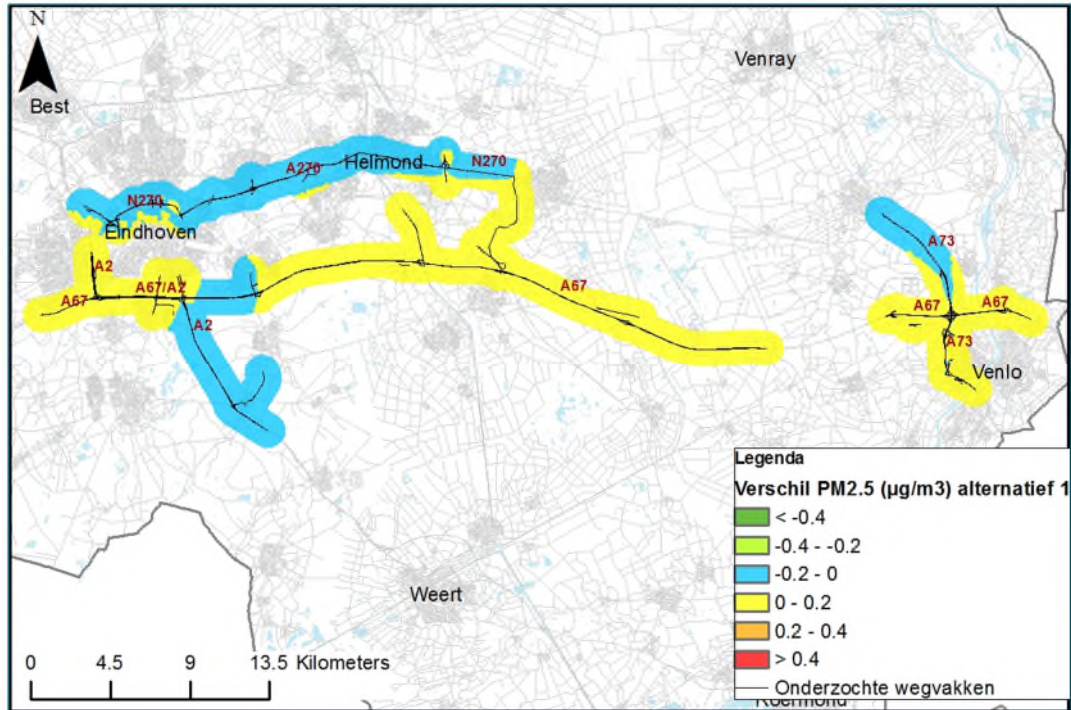 N
Venray
Best
Helmond
A270
N270
N270
Eindhoven
A73
A2
A67/A2
A67
A67
A67
A67
A2
A73
Venlo
Legenda
Verschil PM2.5 (µg/m3) alternatief 1
< -0.4
-0.4 - -0.2
-0.2 - 0
0 - 0.2
0.2 - 0.4
> 0.4
Onderzochte wegvakken
Weert
0 4.5 9 13.5 Kilometers
Roermond